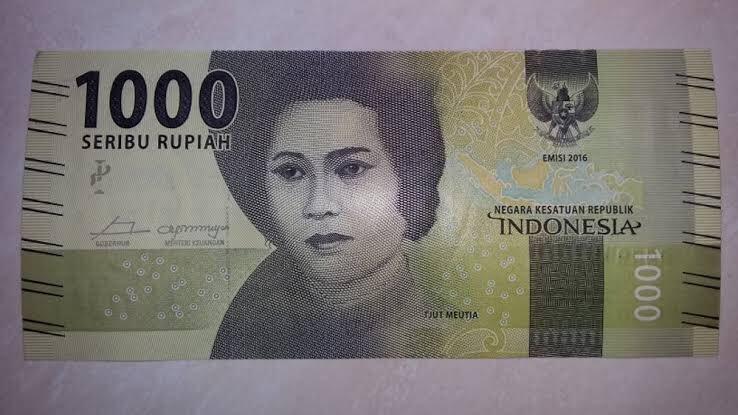 1000
SERIBU RUPIAH
EMISI 2016
NEGARA KESATUAN REPUBLIK
INDONESIA
GUBERNUR
MENTERI KEUANGAN
1000
TJUT MEUTIA